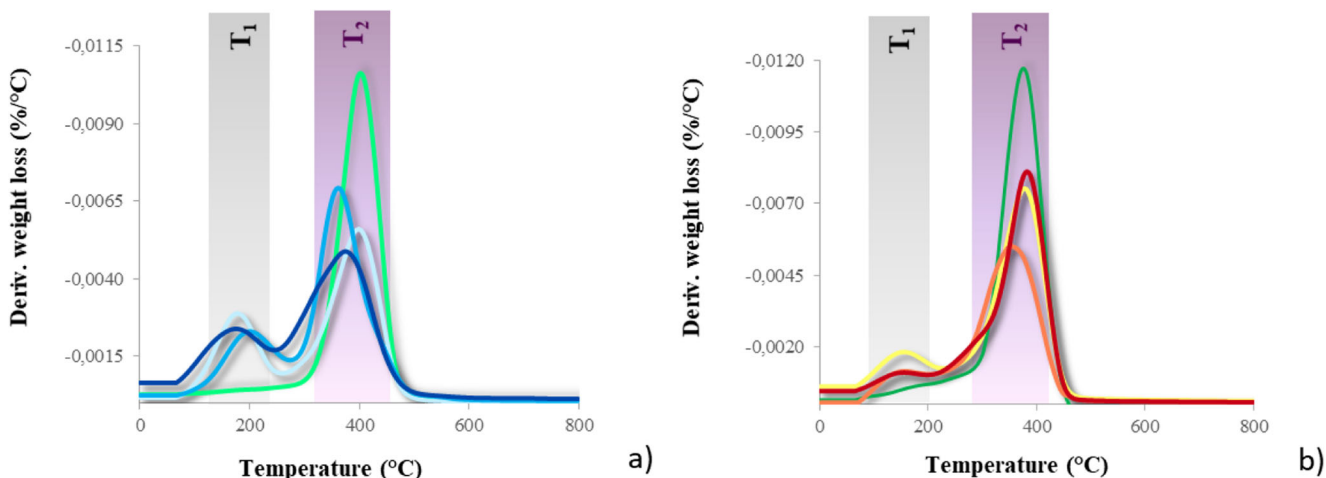 T1
T2
Deriv. weight loss (%/°C)
-0,0115
-0,0090
-0,0065
-0,0040
-0,0015
0
200
400
600
800
Temperature (°C)
a)
T1
T2
Deriv. weight loss (%/°C)
-0,0120
-0,0095
-0,0070
-0,0045
-0,0020
0
200
400
600
800
Temperature (°C)
b)